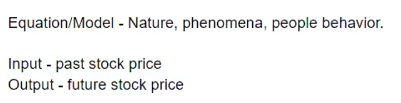 Equation/Model - Nature, phenomena, people behavior.
Input - past stock price
Output - future stock price